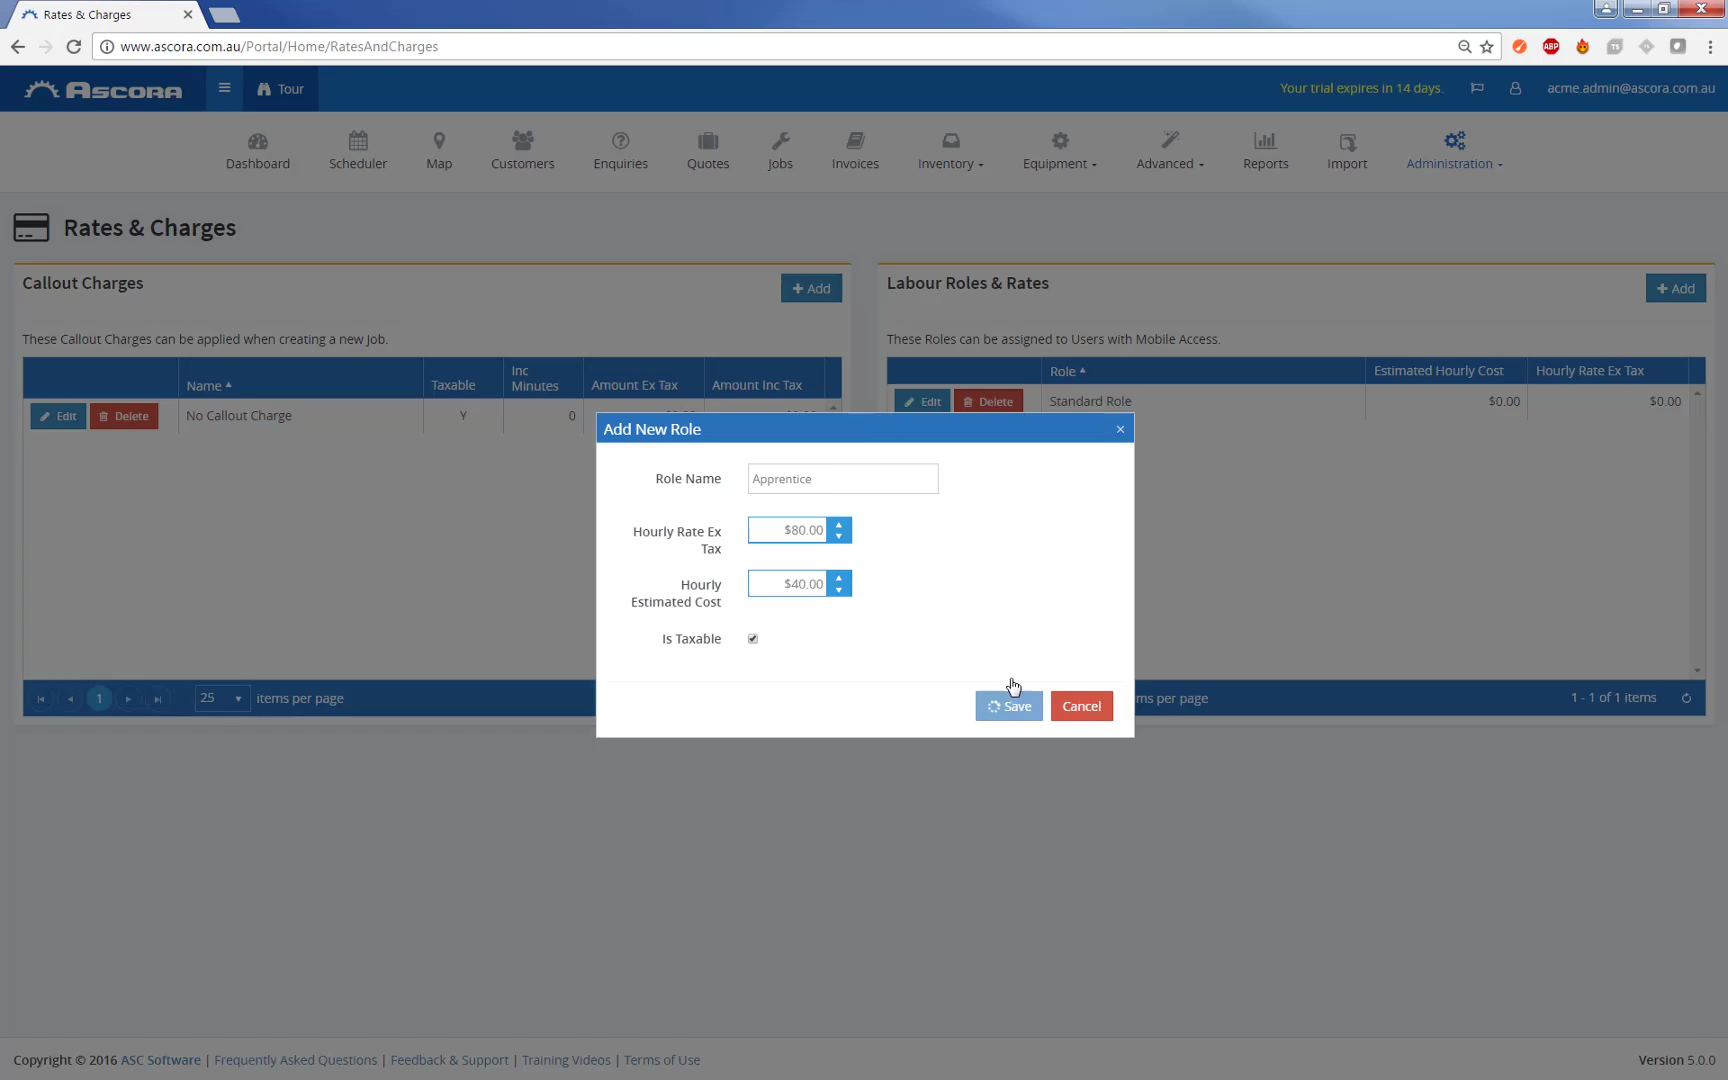 Rates & Charges
www.ascora.com.au/Portal/Home/RatesAndCharges
ABP
ASCORA
Tour
Your trial expires in 14 days.
acme.admin@ascora.com.au
Dashboard
Scheduler
Map
Customers
Enquiries
Quotes
Jobs
Invoices
Inventory
Equipment
Advanced
Reports
Import
Administration
Rates & Charges
Callout Charges
Add
These Callout Charges can be applied when creating a new Job.
Name
Taxable
Inc Minutes
Amount Ex Tax
Amount Inc Tax
Edit
Delete
No Callout Charge
Y
0
1
25
items per page
Labour Roles & Rates
Add
These Roles can be assigned to Users with Mobile Access.
Role
Estimated Hourly Cost
Hourly Rate Ex Tax
Edit
Delete
Standard Role
$0.00
$0.00
ms per page
1 - 1 of 1 items
Add New Role
Role Name
Apprentice
Hourly Rate Ex
Tax
$80.00
Hourly
Estimated Cost
$40.00
Is Taxable
Save
Cancel
Copyright © 2016 ASC Software | Frequently Asked Questions | Feedback & Support | Training Videos | Terms of Use
Version 5.0.0